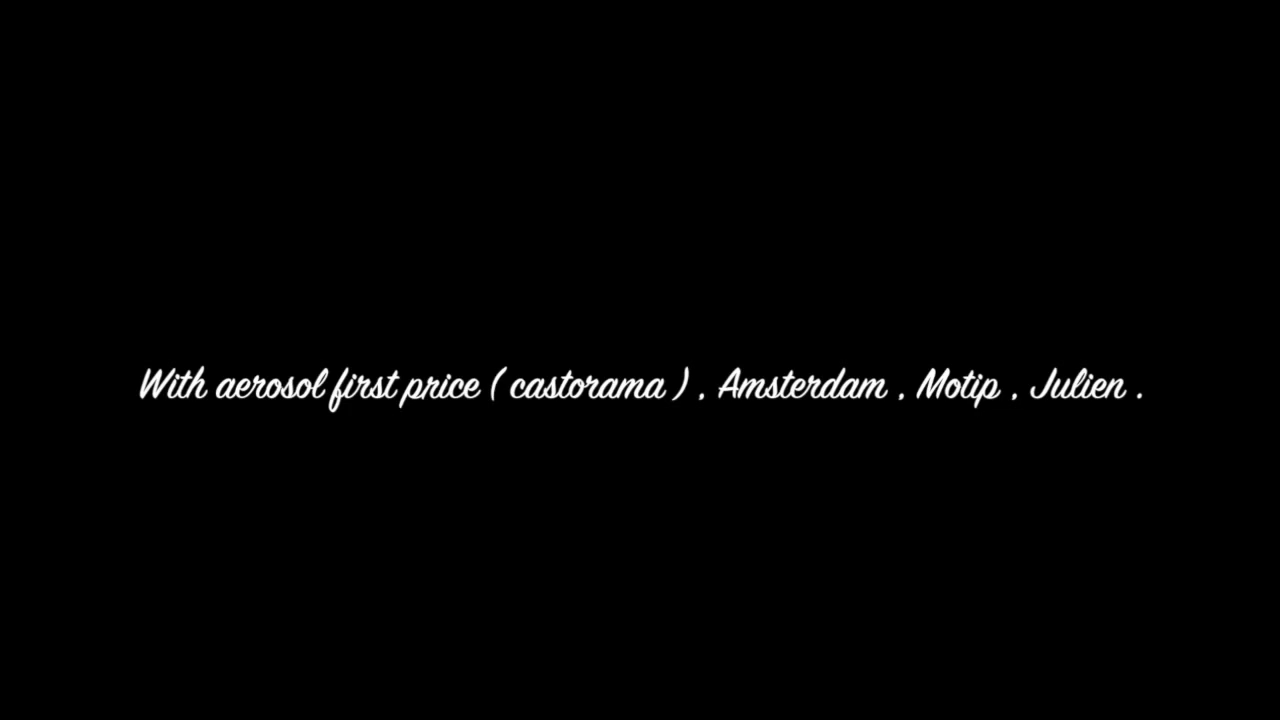 With aerosol first price ( castorama ) , Amsterdam , Motip , Julien .